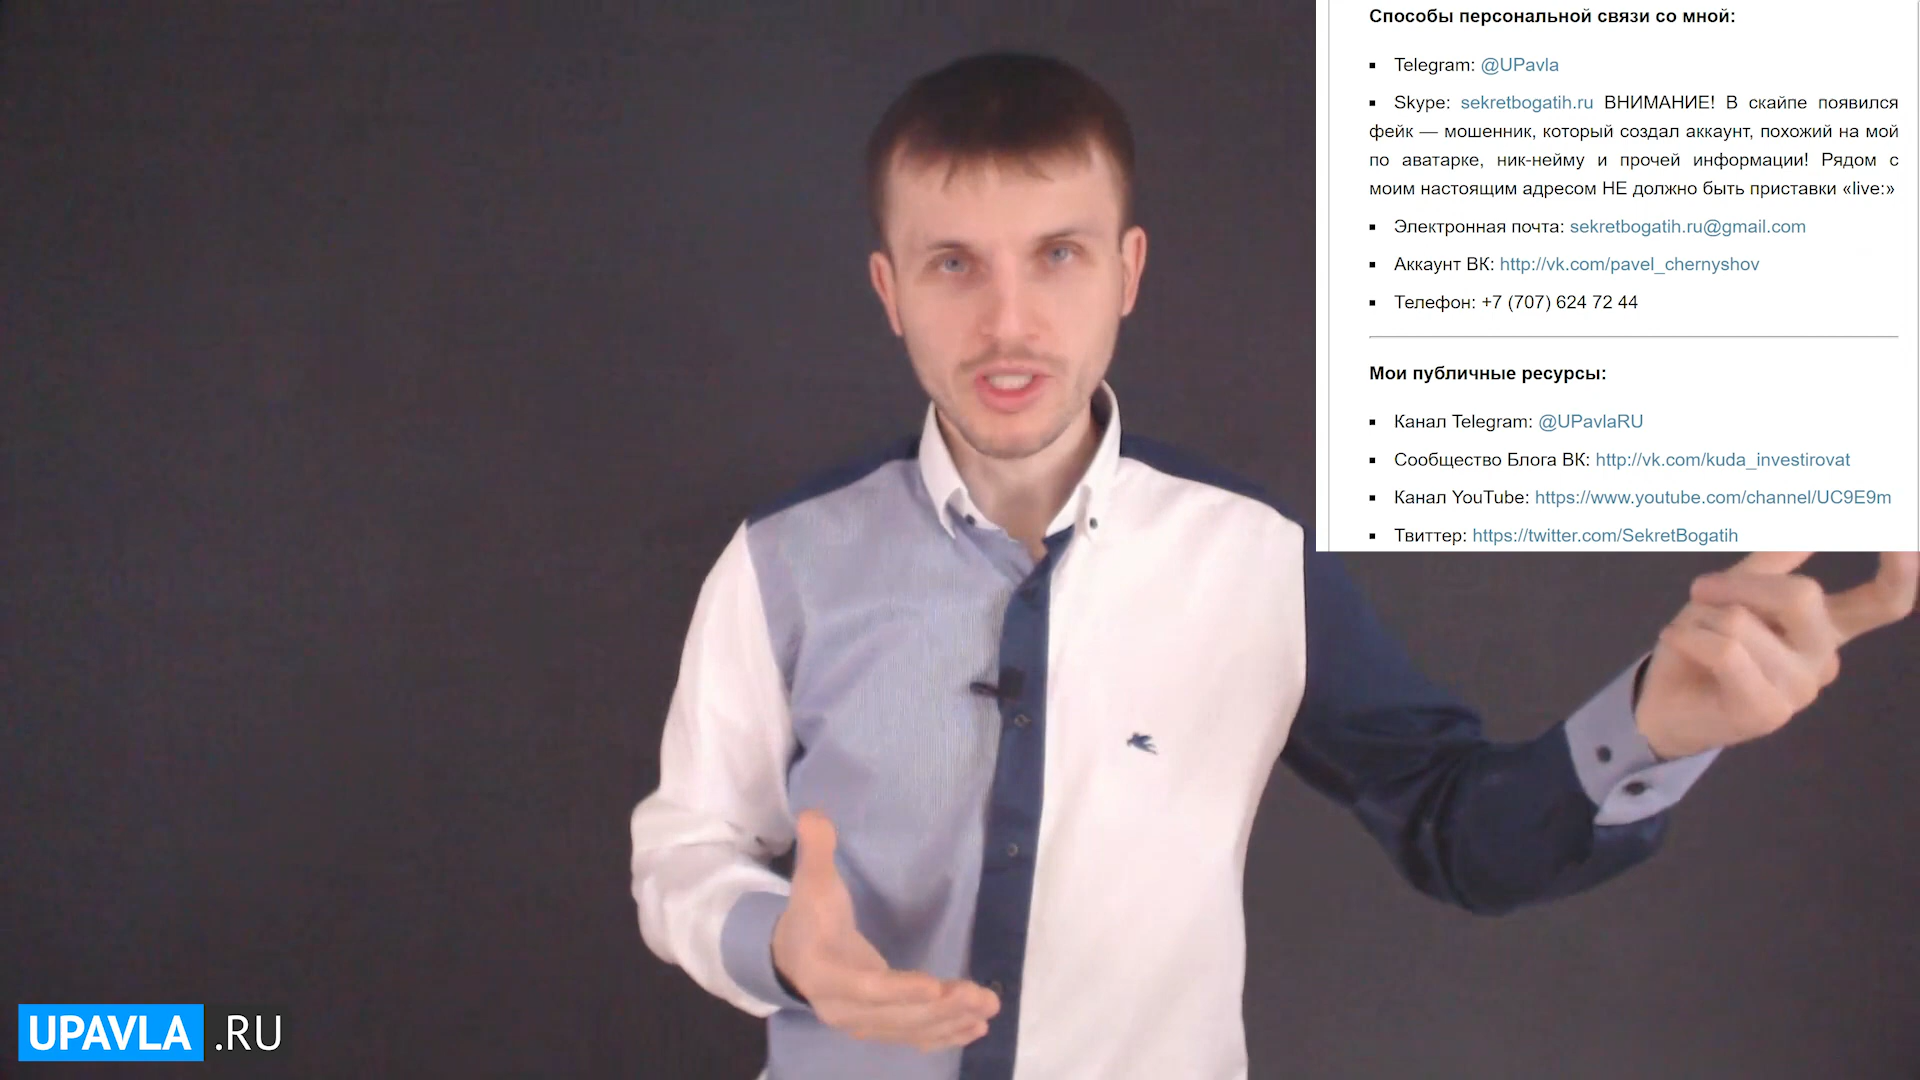 Способы персональной связи со мной:
Telegram: @UPavla
Skype: sekretbogatih.ru ВНИМАНИЕ! В скайпе появился
фейк — мошенник, который создал аккаунт, похожий на мой
по аватарке, ник-нейму и прочей информации! Рядом с
моим настоящим адресом НЕ должно быть приставки «live:»
Электронная почта: sekretbogatih.ru@gmail.com
Аккаунт ВК: http://vk.com/pavel_chernyshov
Телефон: +7 (707) 624 72 44
Мои публичные ресурсы:
Канал Telegram: @UPavlaRU
Сообщество Блога ВК: http://vk.com/kuda_investirovat
Канал YouTube: https://www.youtube.com/channel/UC9E9m
Твиттер: https://twitter.com/SekretBogatih
UPAVLA .RU